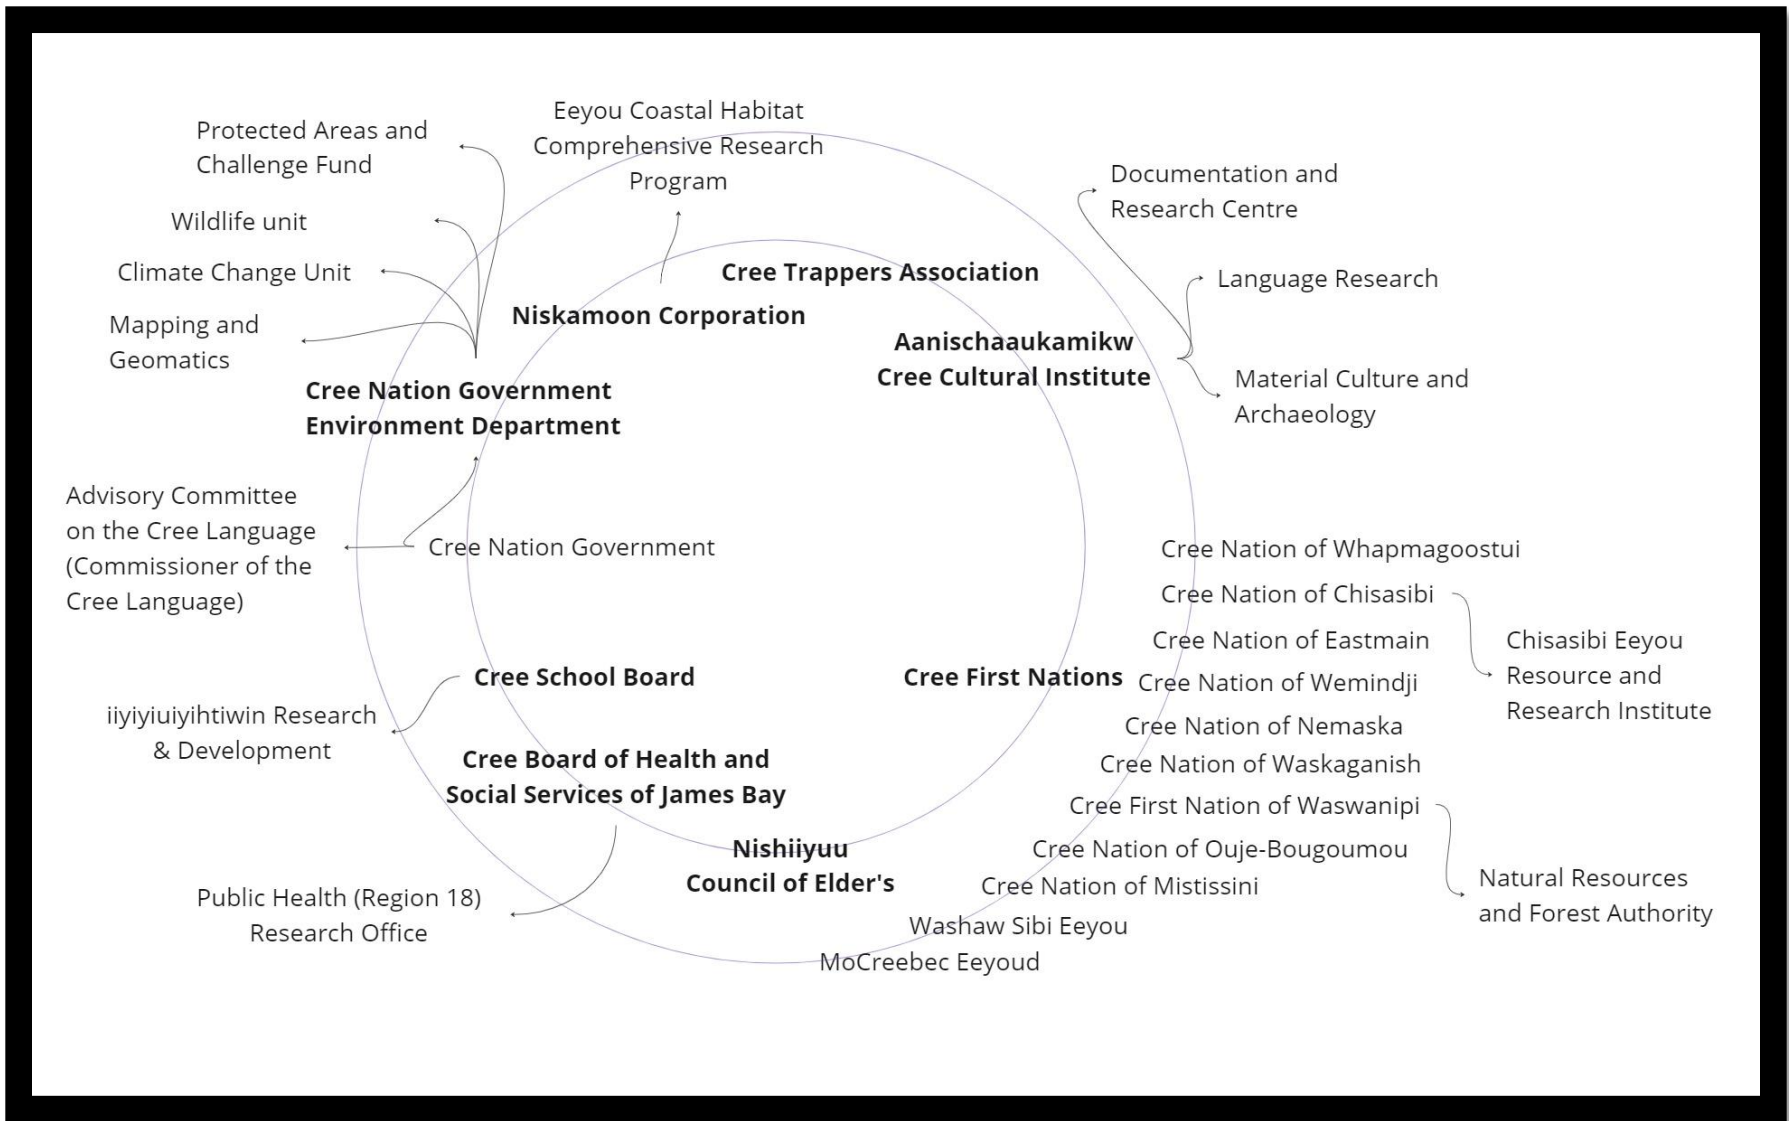 Eeyou Coastal Habitat
Comprehensive Research
Program
Protected Areas and
Challenge Fund
Wildlife unit
Climate Change Unit
Mapping and
Geomatics
Documentation and
Research Centre
Language Research
Material Culture and
Archaeology
Cree Trappers Association
Niskamoon Corporation
Aanischaaukamikw
Cree Cultural Institute
Cree Nation Government
Environment Department
Advisory Committee
on the Cree Language
(Commissioner of the
Cree Language)
Cree Nation Government
Cree School Board
iiyiyiuiyihtiwin Research
& Development
Cree Board of Health and
Social Services of James Bay
Public Health (Region 18)
Research Office
Nishiiyuu
Council of Elder's
Cree First Nations
Cree Nation of Whapmagoostui
Cree Nation of Chisasibi
Cree Nation of Eastmain
Cree Nation of Wemindji
Cree Nation of Nemaska
Cree Nation of Waskaganish
Cree First Nation of Waswanipi
Cree Nation of Ouje-Bougoumou
Cree Nation of Mistissini
Washaw Sibi Eeyou
MoCreebec Eeyoud
Chisasibi Eeyou
Resource and
Research Institute
Natural Resources
and Forest Authority